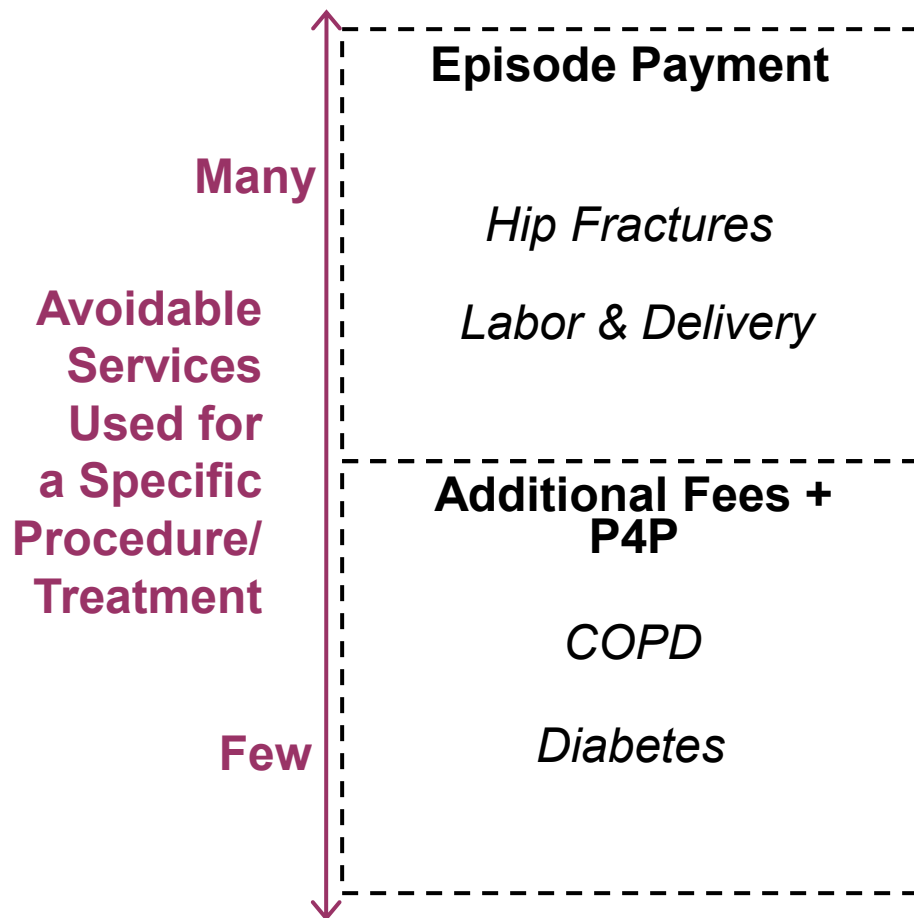 Episode Payment
Many
Hip Fractures
Labor & Delivery
Avoidable
Services
Used for
a Specific
Procedure/
Treatment
Additional Fees +
P4P
COPD
Few
Diabetes